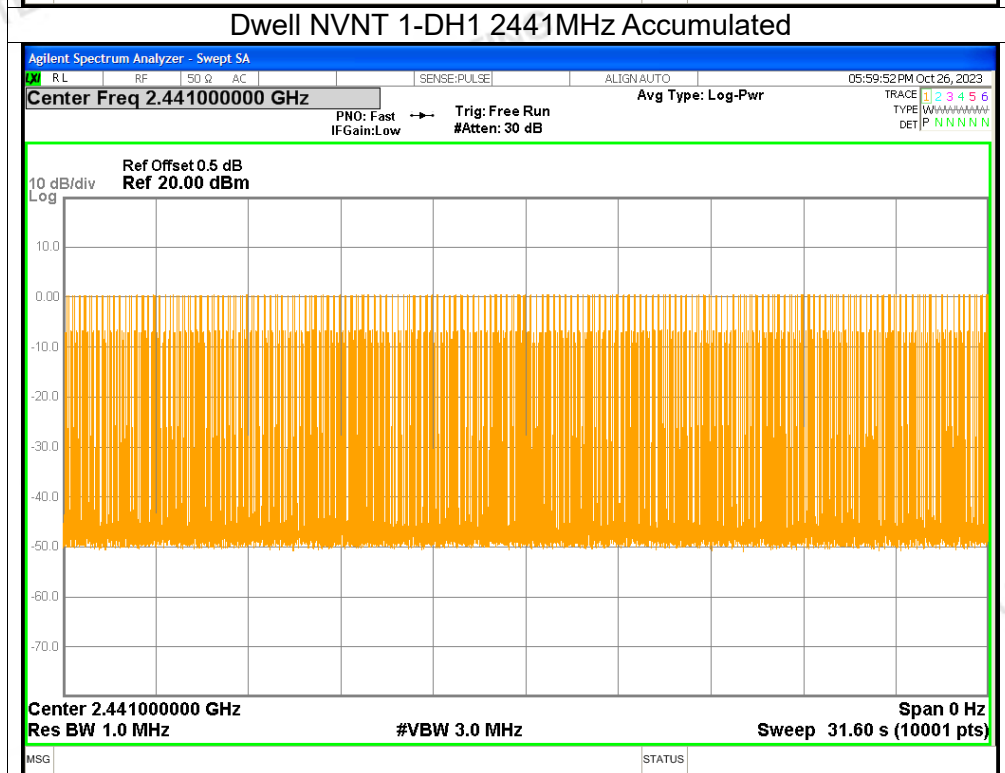 Dwell NVNT 1-DH1 2441MHz Accumulated
Agilent Spectrum Analyzer - Swept SA
LXI RL RF 50 Ω AC SENSE:PULSE ALIGN AUTO 05:59:52 PM Oct 26, 2023
Center Freq 2.441000000 GHz Avg Type: Log-Pwr TRACE 1 2 3 4 5 6
PNO: Fast Trig: Free Run TYPE WWWWWW
IFGain:Low #Atten: 30 dB DET P N N N N N
Ref Offset 0.5 dB
10 dB/div Ref 20.00 dBm
Log
10.0
0.00
-10.0
-20.0
-30.0
-40.0
-50.0
-60.0
-70.0
Center 2.441000000 GHz Span 0 Hz
Res BW 1.0 MHz #VBW 3.0 MHz Sweep 31.60 s (10001 pts)
MSG STATUS